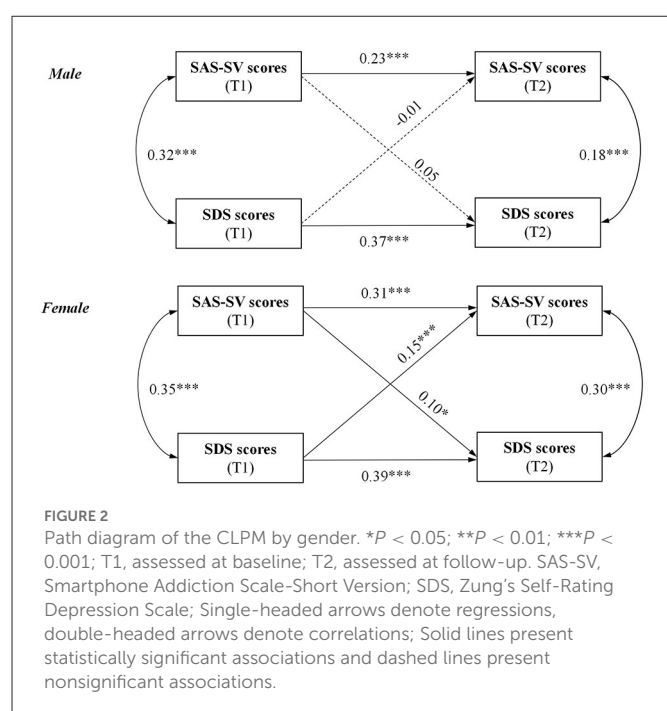 Male
SAS-SV scores
(T1)
0.23***
SAS-SV scores
(T2)
-0.01
0.05
0.32***
0.18***
SDS scores
(T1)
0.37***
SDS scores
(T2)
Female
SAS-SV scores
(T1)
0.31***
SAS-SV scores
(T2)
0.15***
0.10*
0.35***
0.30***
SDS scores
(T1)
0.39***
SDS scores
(T2)
FIGURE 2
Path diagram of the CLPM by gender. *P < 0.05; **P < 0.01; ***P <
0.001; T1, assessed at baseline; T2, assessed at follow-up. SAS-SV,
Smartphone Addiction Scale-Short Version; SDS, Zung's Self-Rating
Depression Scale; Single-headed arrows denote regressions,
double-headed arrows denote correlations; Solid lines present
statistically significant associations and dashed lines present
nonsignificant associations.